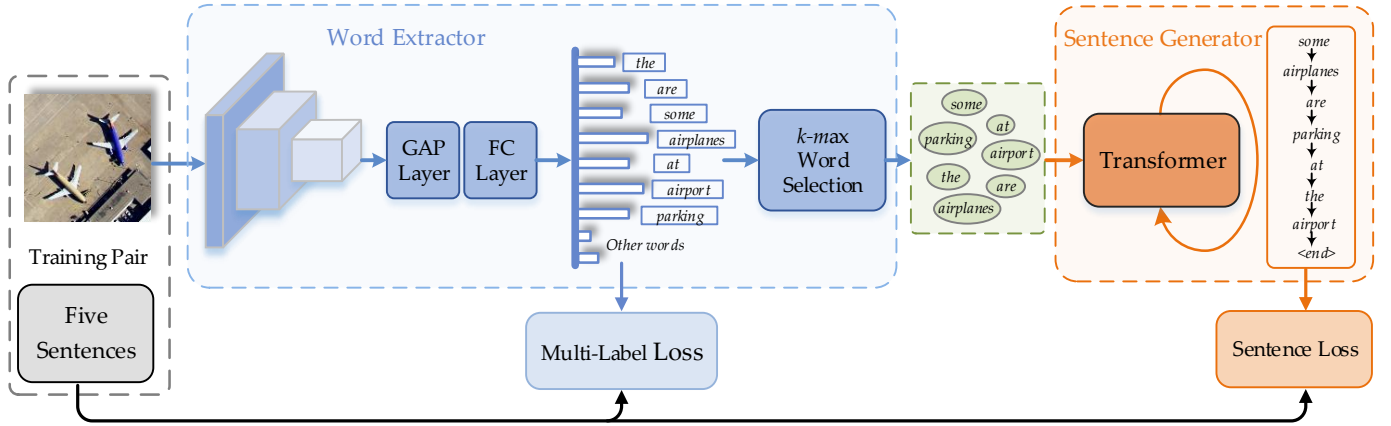 Word Extractor
Sentence Generator
Training Pair
Five
Sentences
GAP
Layer
FC
Layer
the
are
some
airplanes
at
airport
parking
Other words
k-max
Word
Selection
some
at
parking
airport
the
are
airplanes
Transformer
some
airplanes
are
parking
at
the
airport
<end>
Multi-Label Loss
Sentence Loss